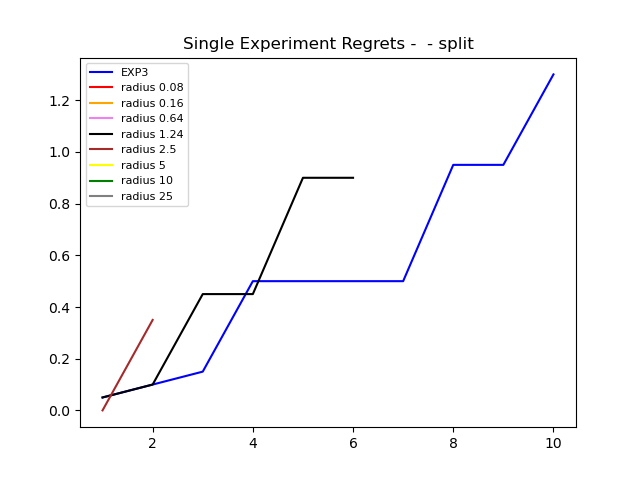 Single Experiment Regrets -  - split
EXP3
radius 0.08
radius 0.16
radius 0.64
radius 1.24
radius 2.5
radius 5
radius 10
radius 25
1.2
1.0
0.8
0.6
0.4
0.2
0.0
2 4 6 8 10